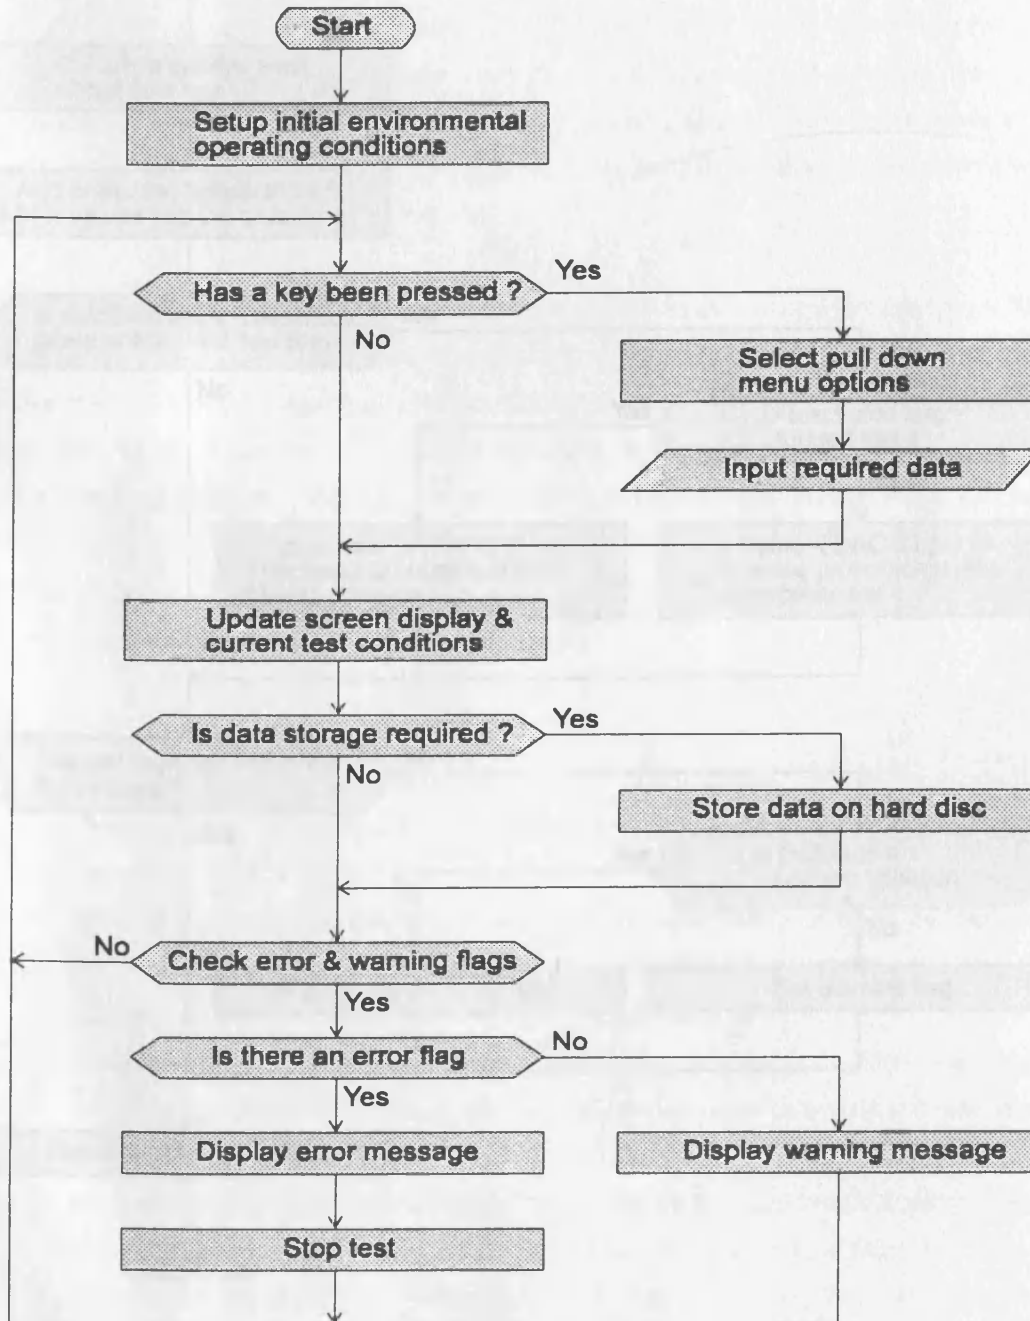 Start
Setup initial environmental
operating conditions
Has a key been pressed ?
Yes
No
Select pull down
menu options
Input required data
Update screen display &
current test conditions
Is data storage required ?
Yes
No
Store data on hard disc
No
Check error & warning flags
Yes
Is there an error flag
No
Yes
Display error message
Display warning message
Stop test